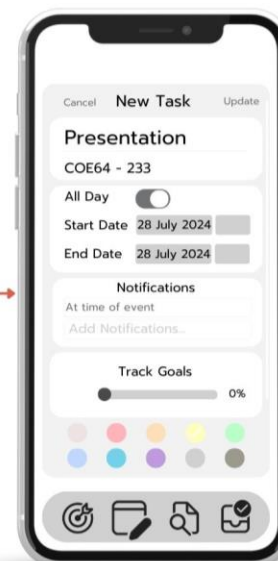 Cancel New Task Update
Presentation
COE64 - 233
All Day
Start Date 28 July 2024
End Date 28 July 2024
Notifications
At time of event
Add Notifications...
Track Goals
0%